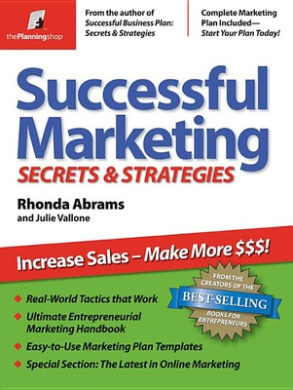 thePlanningshop
From the author of
Successful Business Plan:
Secrets & Strategies
Complete Marketing
Plan Included—
Start Your Plan Today!
Successful
Marketing
SECRETS & STRATEGIES
Rhonda Abrams
and Julie Vallone
Increase Sales – Make More $$$!
FROM THE
CREATORS OF THE
BEST-SELLING
BOOKS FOR
ENTREPRENEURS
Real-World Tactics that Work
Ultimate Entrepreneurial
Marketing Handbook
Easy-to-Use Marketing Plan Templates
Special Section: The Latest in Online Marketing